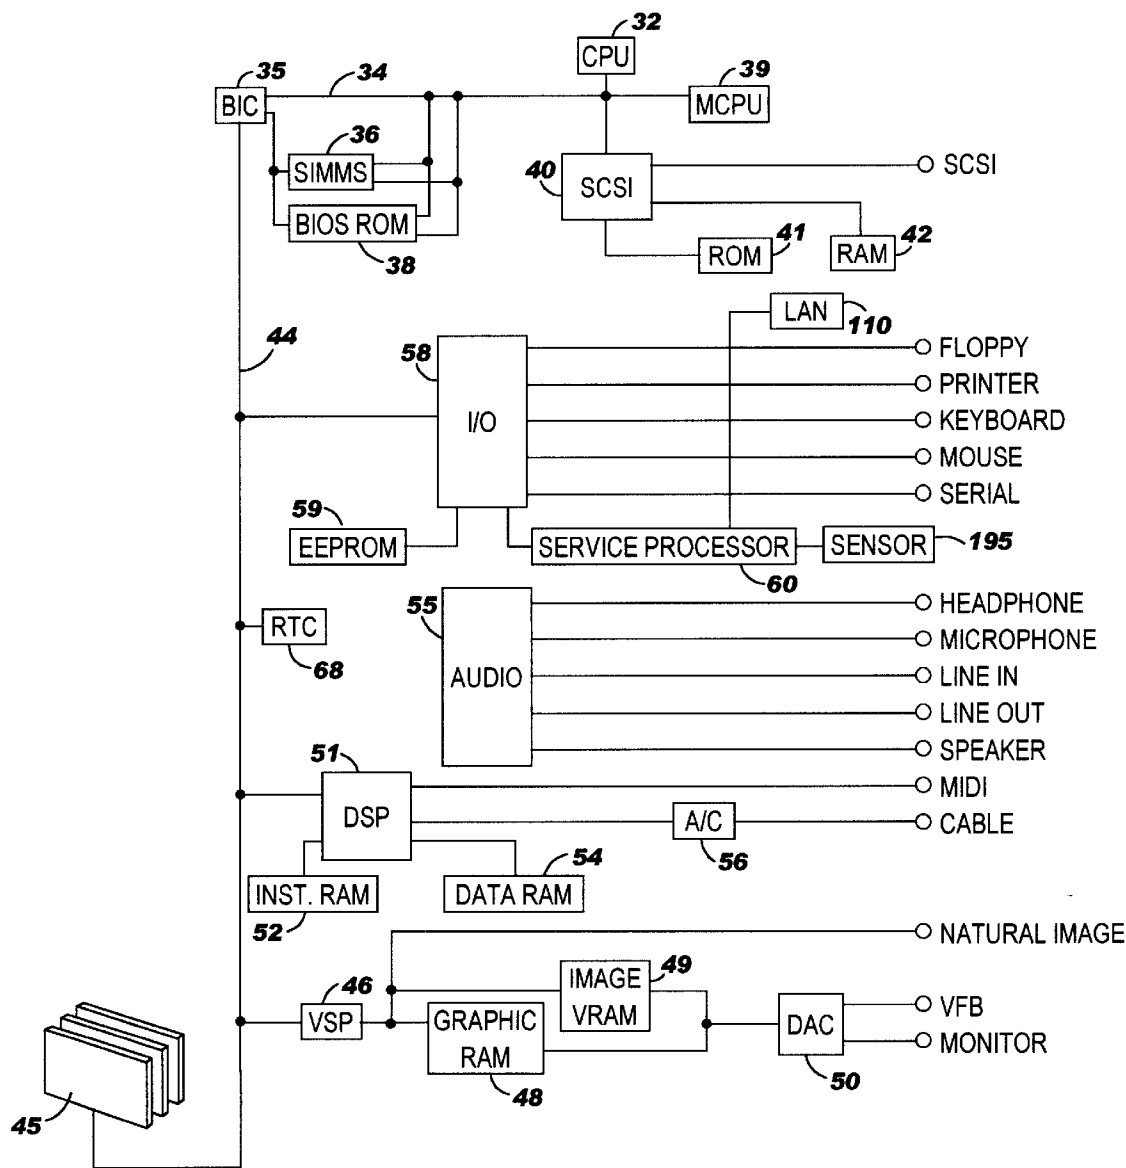 32
CPU
35
34
39
BIC
MCPU
36
SIMMS
40
SCSI
SCSI
BIOS ROM
38
41
ROM
42
RAM
LAN
110
44
58
I/O
FLOPPY
PRINTER
KEYBOARD
MOUSE
SERIAL
59
EEPROM
SERVICE PROCESSOR
60
SENSOR
195
55
AUDIO
HEADPHONE
MICROPHONE
LINE IN
LINE OUT
SPEAKER
RTC
68
51
DSP
MIDI
A/C
56
CABLE
INST. RAM
52
54
DATA RAM
NATURAL IMAGE
46
VSP
IMAGE
VRAM
49
GRAPHIC
RAM
48
DAC
50
VFB
MONITOR
45